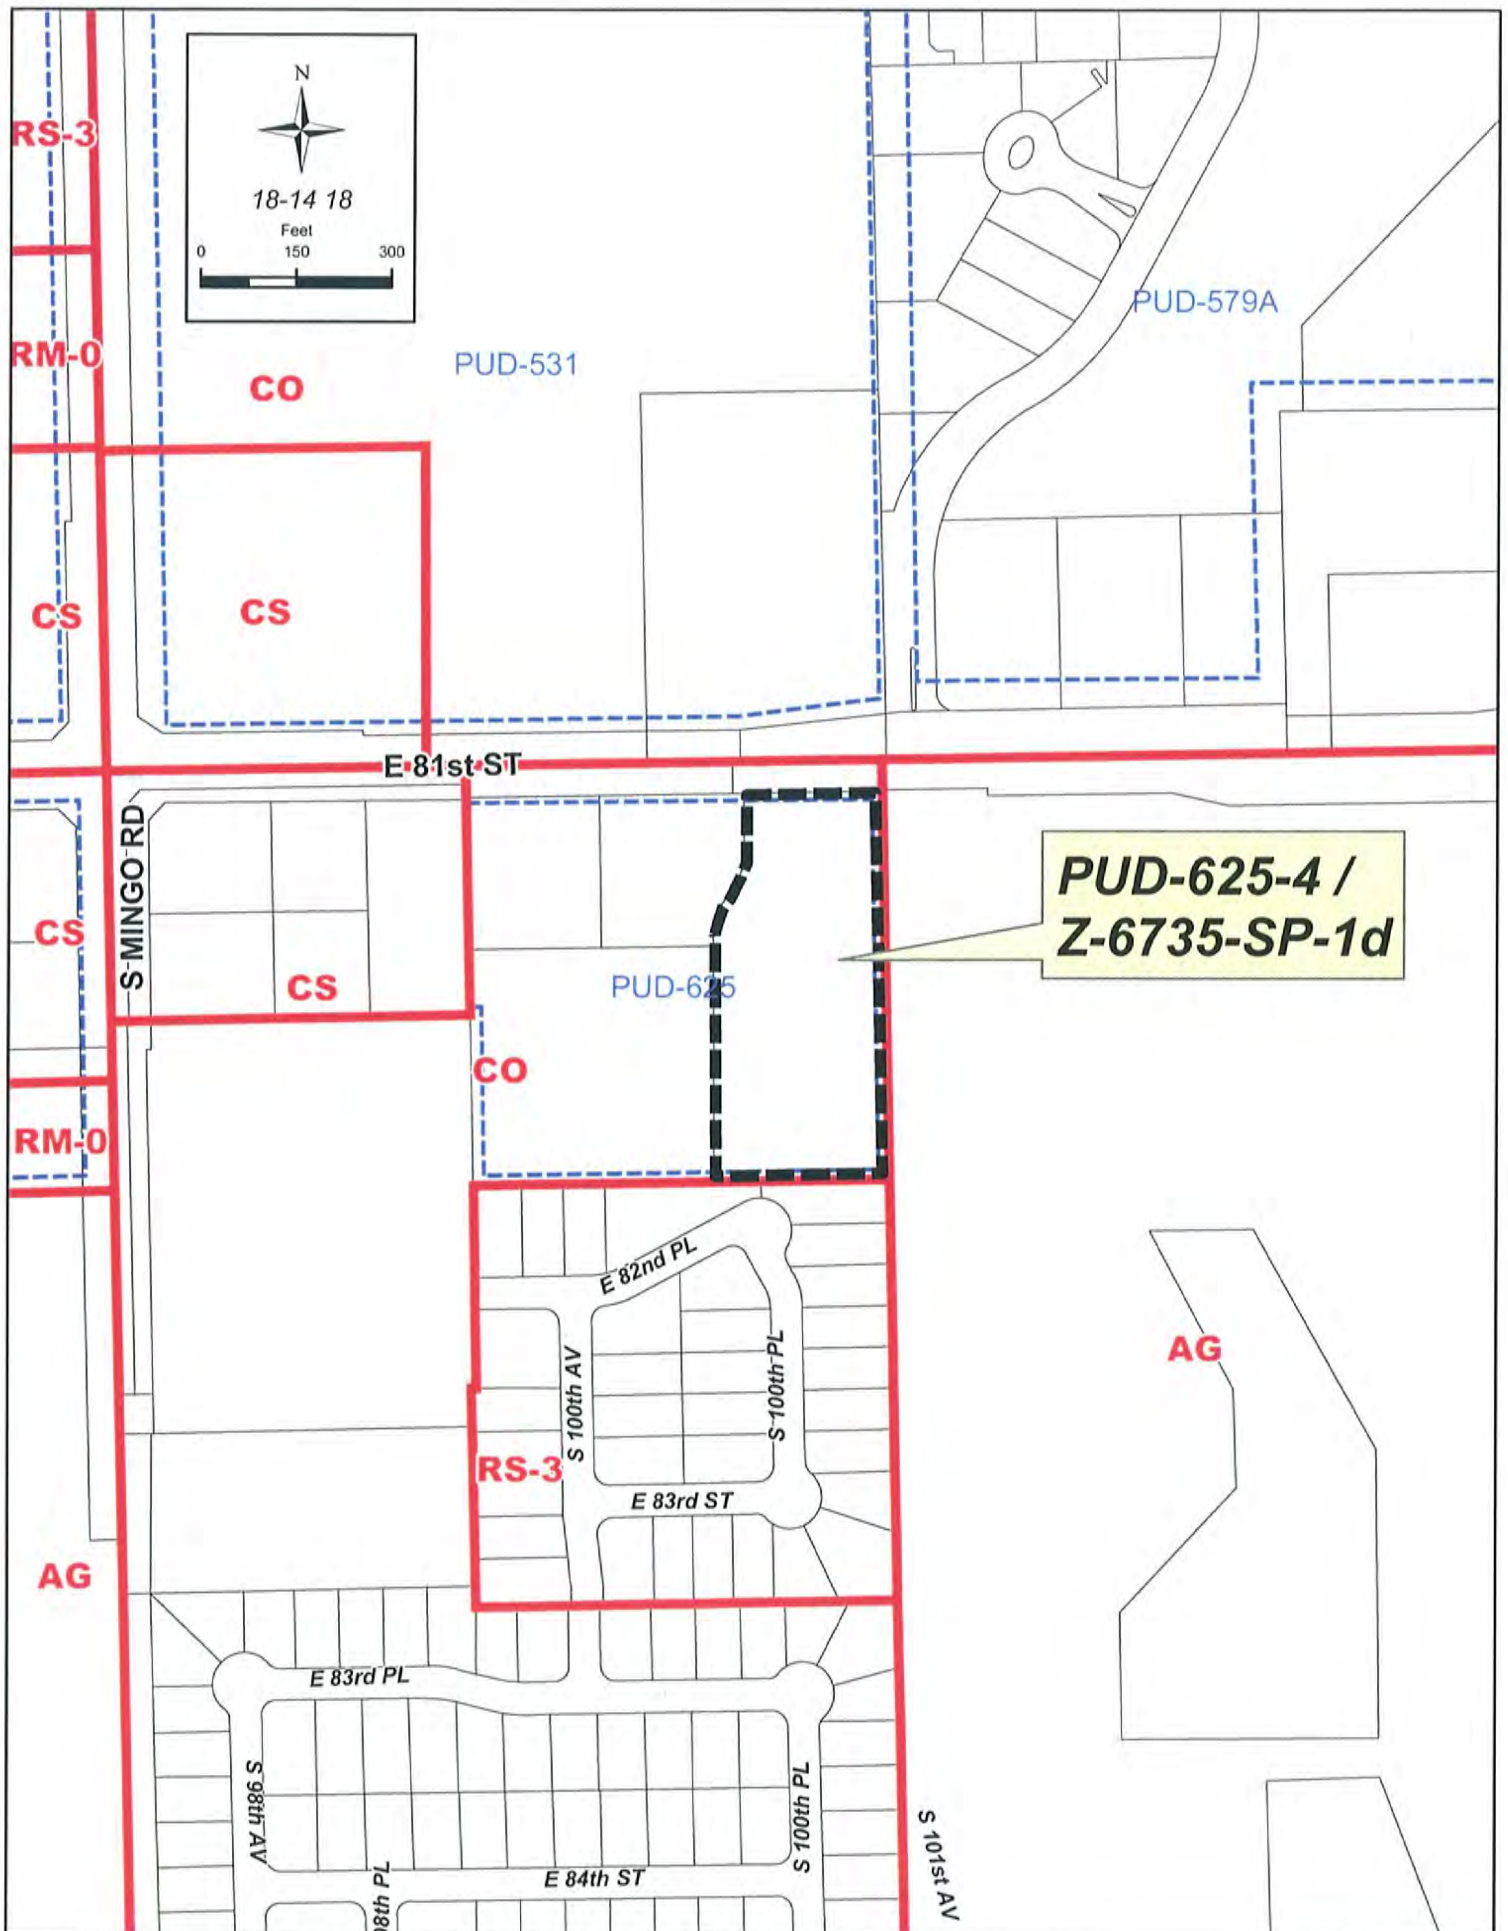 N
18-14 18
Feet
0 150 300
RS-3
PUD-579A
RM-0
PUD-531
CO
CS
CS
E 81st ST
S MINGO RD
PUD-625-4 /
Z-6735-SP-1d
CS
CS
PUD-625
CO
RM-0
E 82nd PL
S 100th AV
S 100th PL
AG
RS-3
E 83rd ST
AG
E 83rd PL
S 98th AV
S 100th PL
S 101st AV
E 84th ST
98th PL